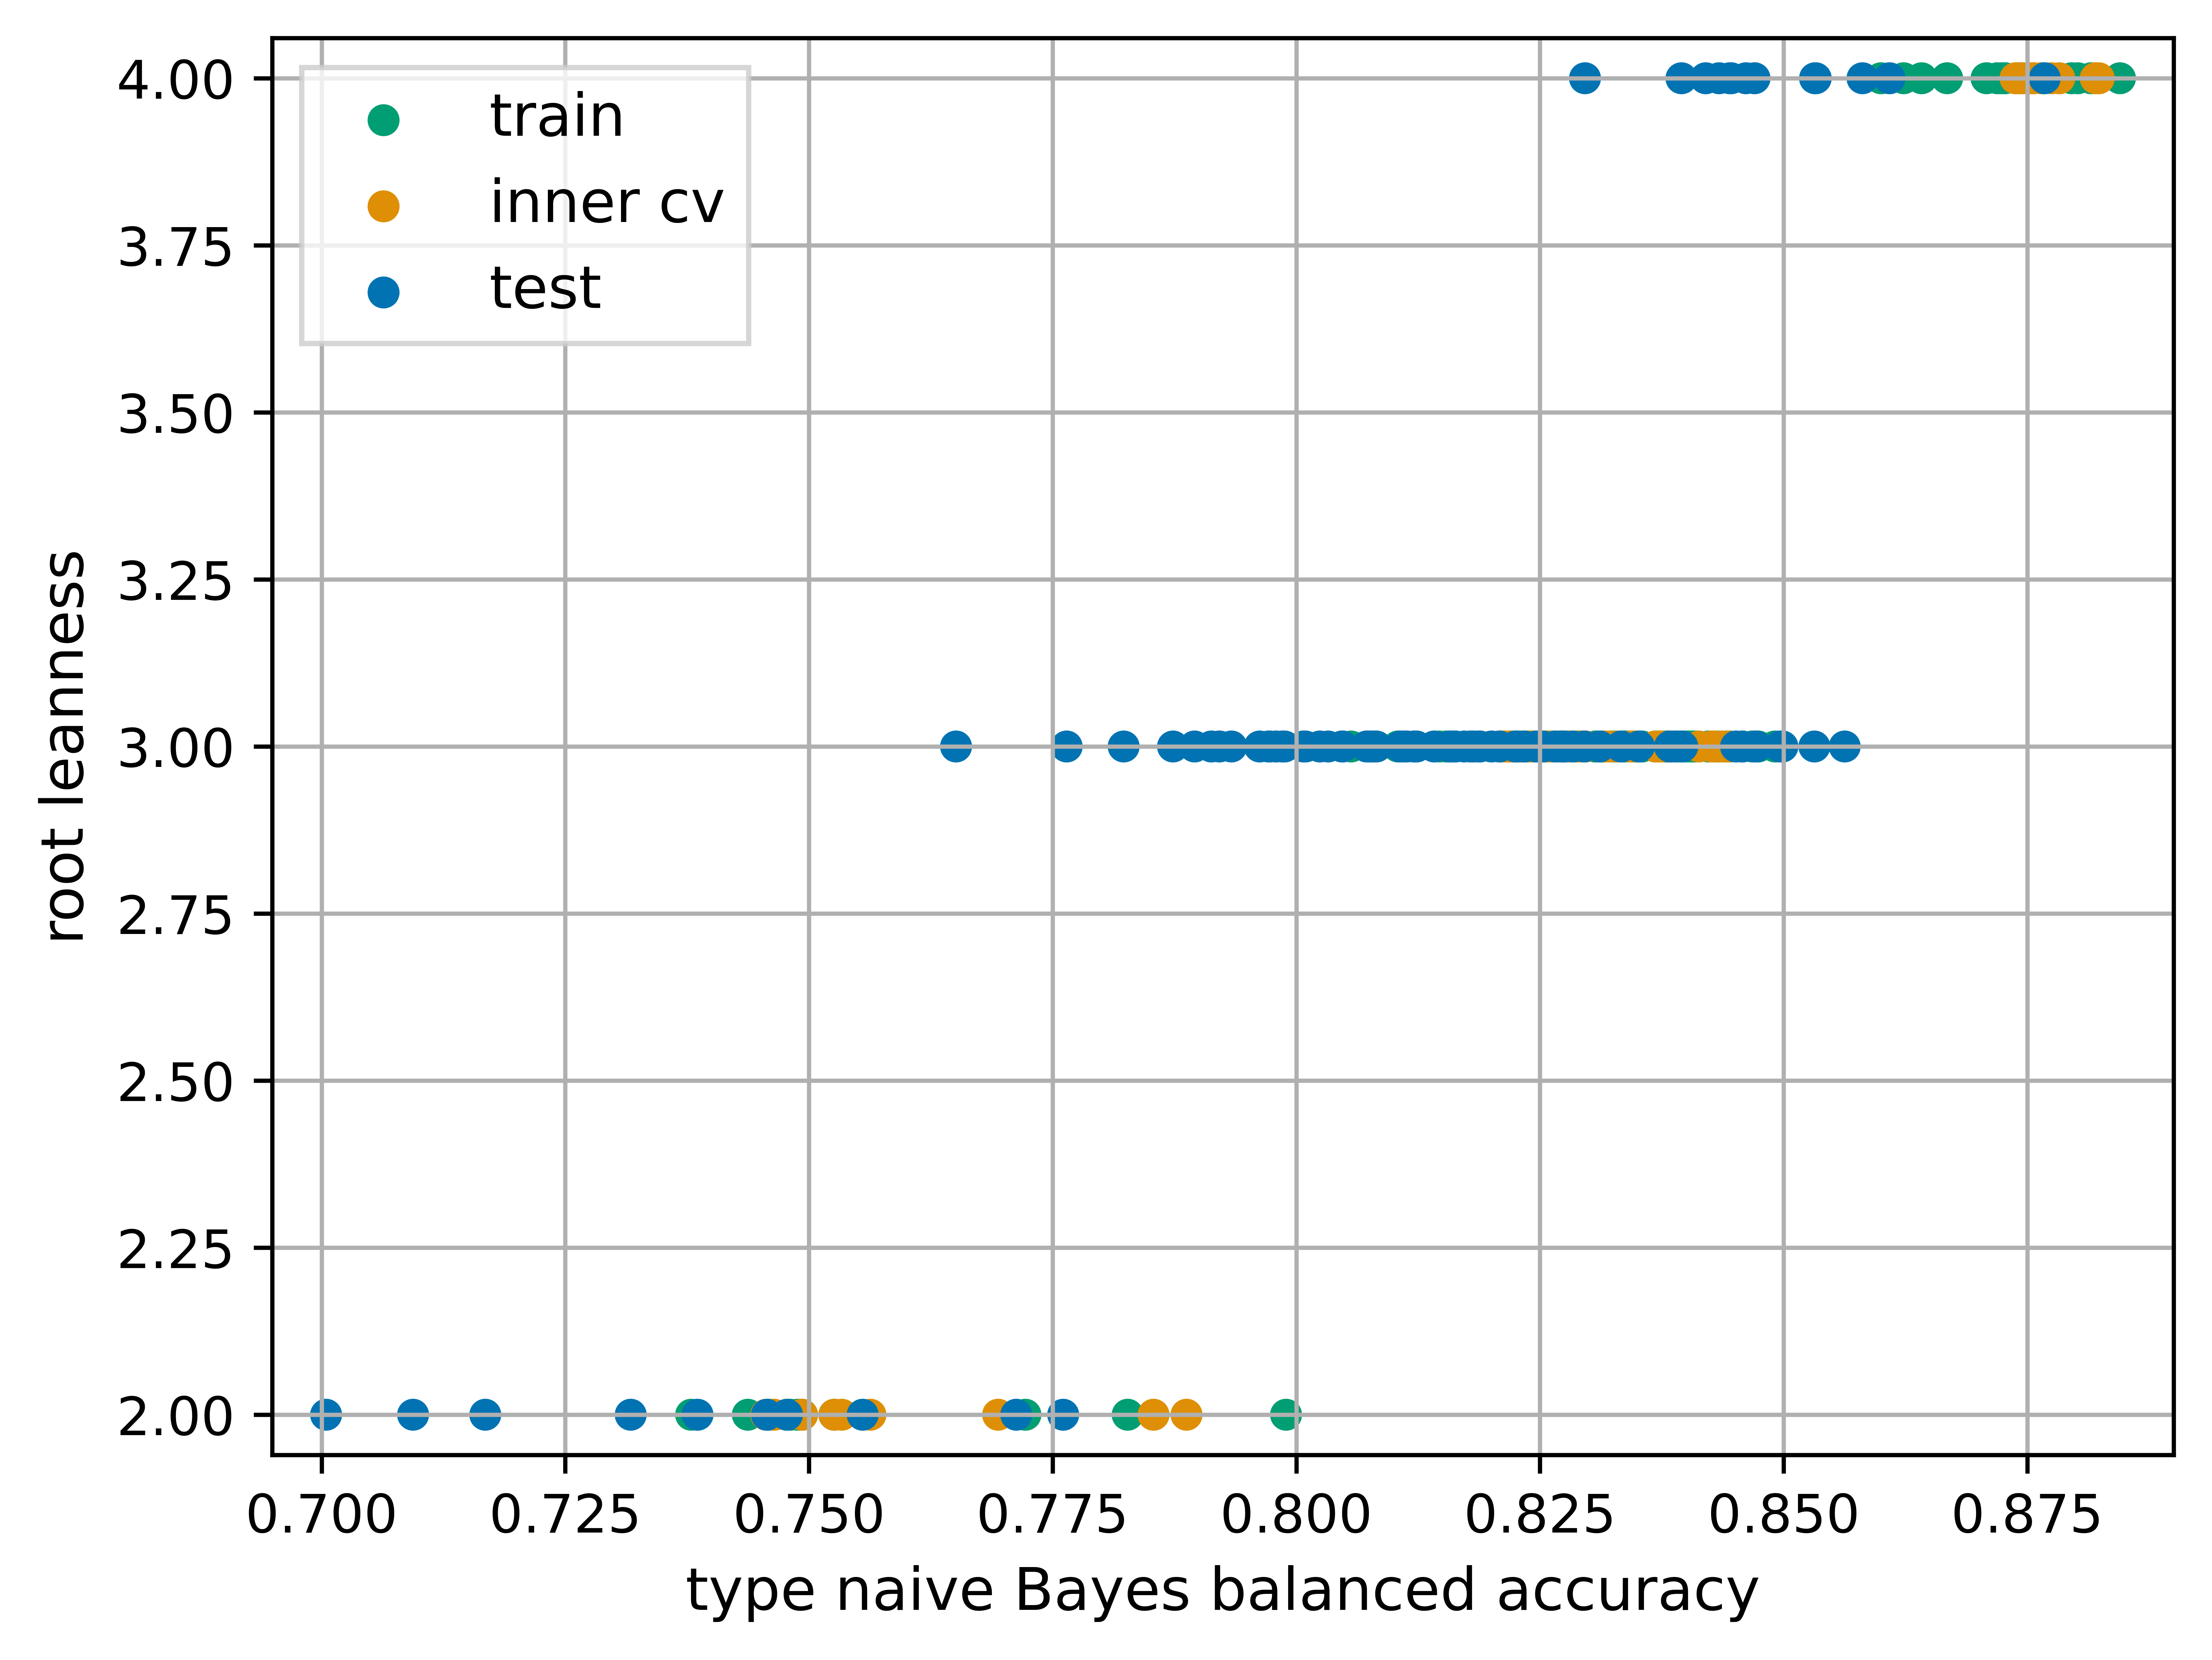 train
inner cv
test
root leanness
4.00
3.75
3.50
3.25
3.00
2.75
2.50
2.25
2.00
0.700 0.725 0.750 0.775 0.800 0.825 0.850 0.875
type naive Bayes balanced accuracy